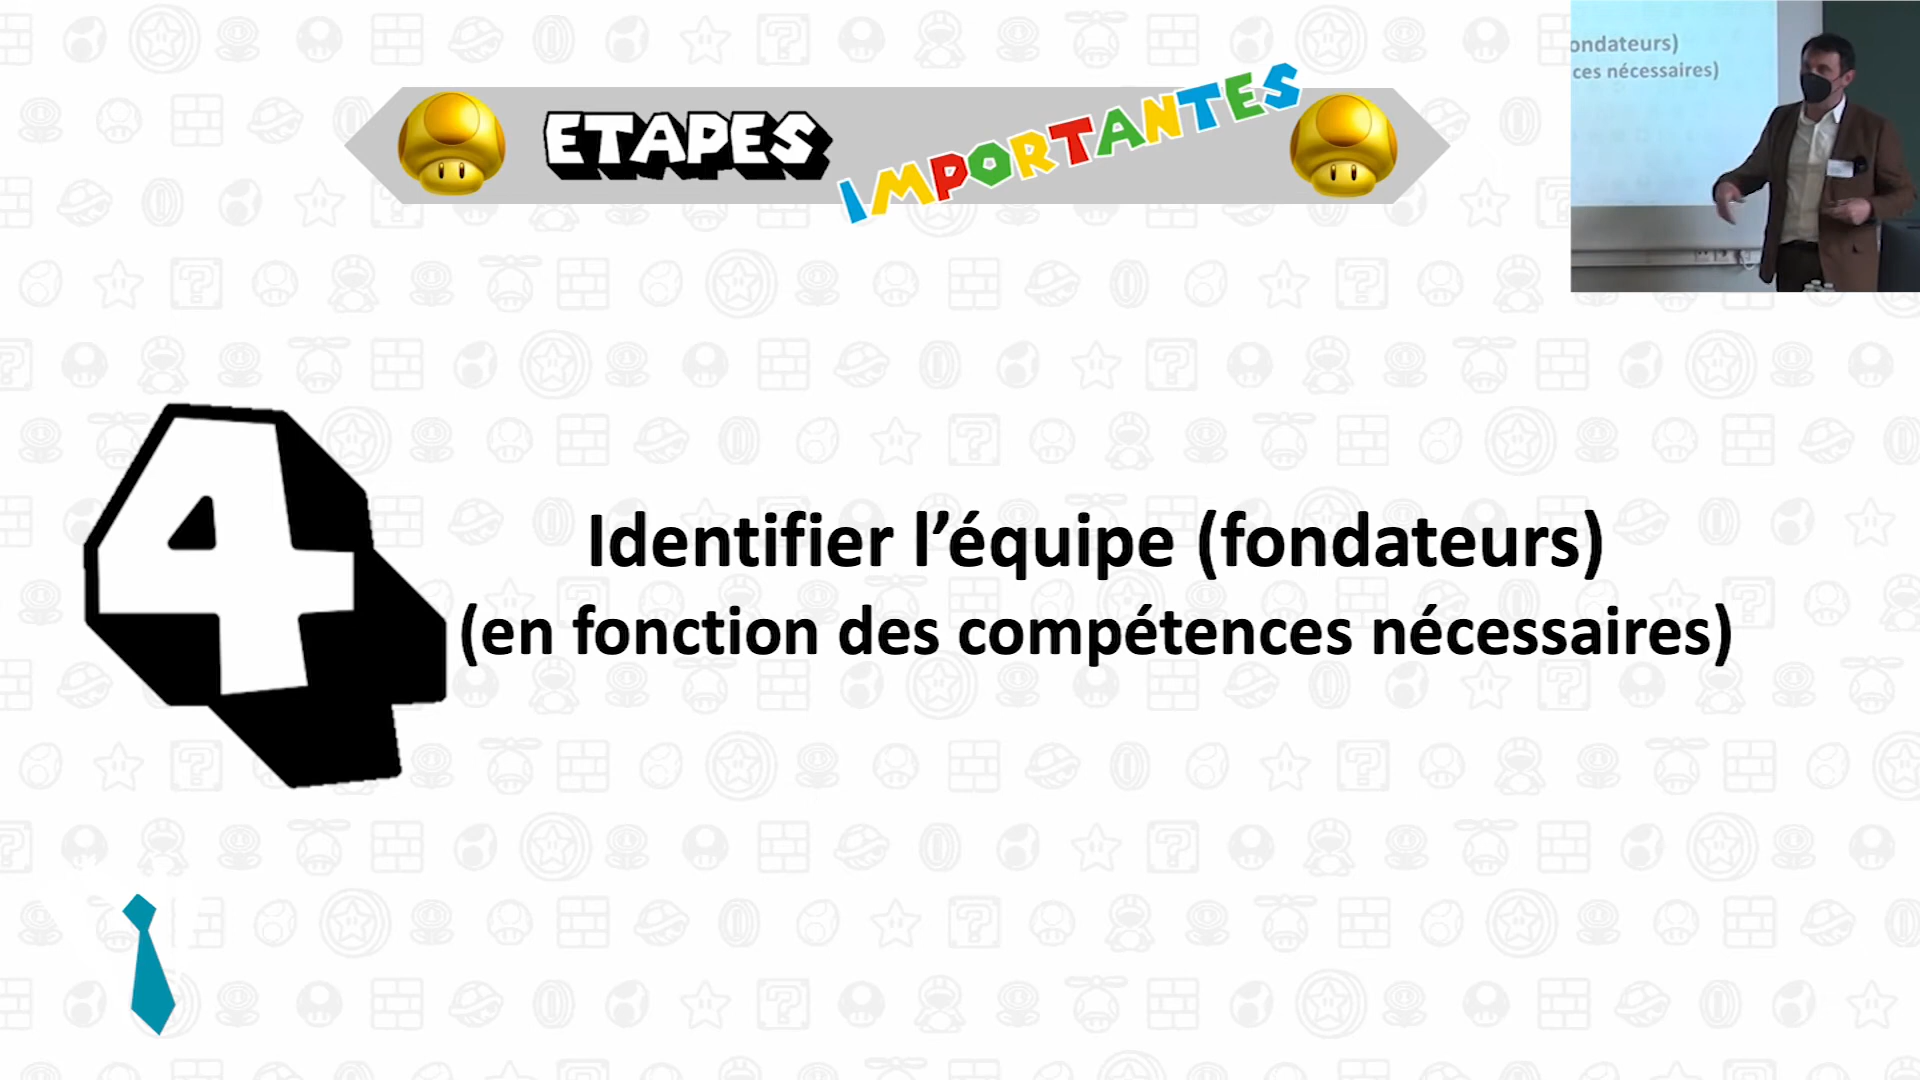 ETAPES IMPORTANTES
4
Identifier l’équipe (fondateurs)
(en fonction des compétences nécessaires)
ondateurs)
ces nécessaires)